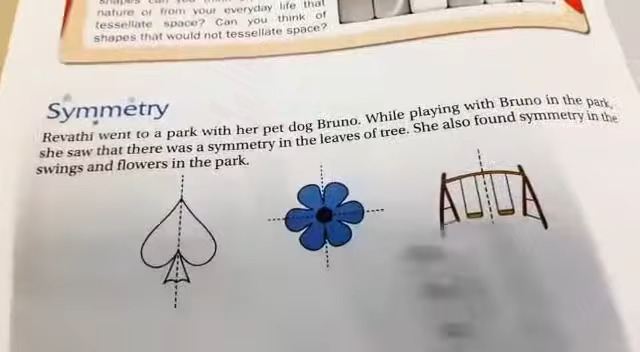 nature or from your everyday life that
tessellate space? Can you think of
shapes that would not tessellate space?
Symmetry
Revathi went to a park with her pet dog Bruno. While playing with Bruno in the park,
she saw that there was a symmetry in the leaves of tree. She also found symmetry in the
swings and flowers in the park.